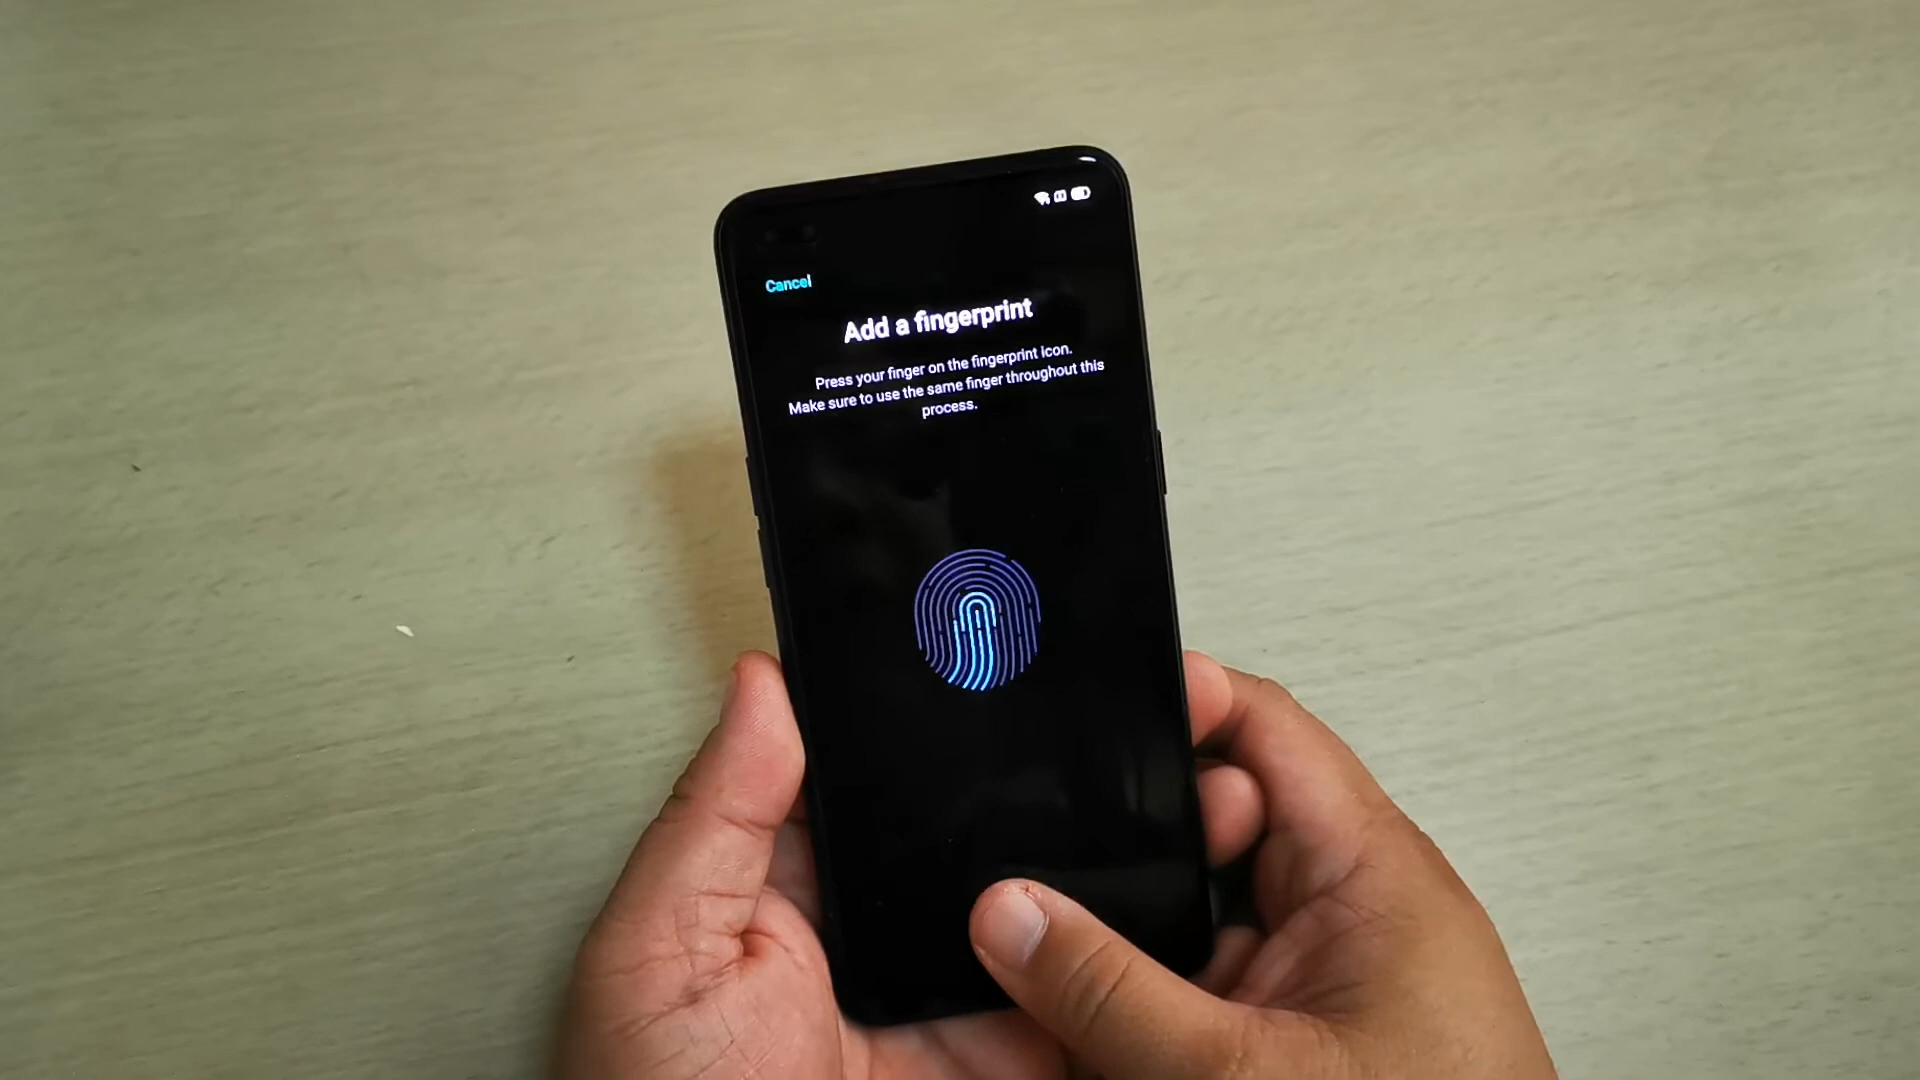 Cancel
Add a fingerprint
Press your finger on the fingerprint icon.
Make sure to use the same finger throughout this
process.